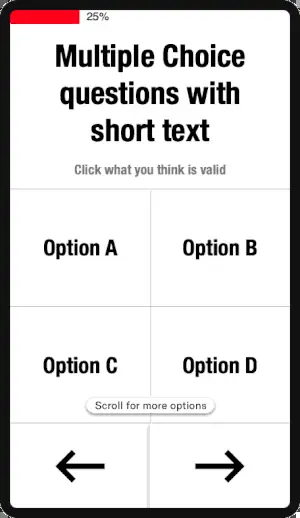 25%
Multiple Choice
questions with
short text
Click what you think is valid
Option A
Option B
Option C
Option D
Scroll for more options